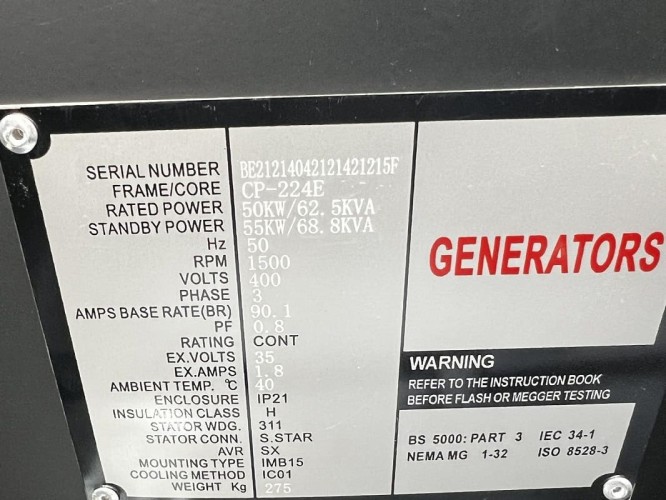 SERIAL NUMBER BE21214042121421215F
FRAME/CORE CP-224E
RATED POWER 50KW/62.5KVA
STANDBY POWER 55KW/68.8KVA
Hz 50
RPM 1500
VOLTS 400
PHASE 3
AMPS BASE RATE(BR) 90.1
PF 0.8
RATING CONT
EX.VOLTS 35
EX.AMPS 1.8
AMBIENT TEMP. ℃ 40
ENCLOSURE IP21
INSULATION CLASS H
STATOR WDG. 311
STATOR CONN. S.STAR
AVR SX
MOUNTING TYPE IMB15
COOLING METHOD IC01
WEIGHT Kg 275
GENERATORS
WARNING
REFER TO THE INSTRUCTION BOOK
BEFORE FLASH OR MEGGER TESTING
BS 5000: PART 3 IEC 34-1
NEMA MG 1-32 ISO 8528-3